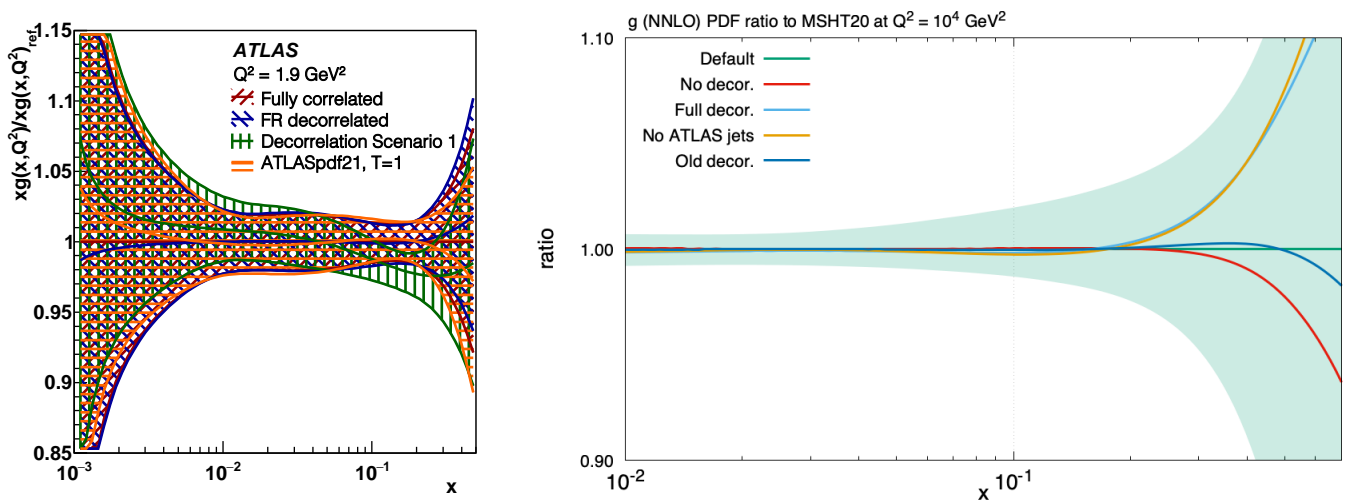 xg(x,Q²)/xg(x,Q²)ref
1.15
1.1
1.05
1
0.95
0.9
0.85
ATLAS
Q² = 1.9 GeV²
Fully correlated
FR decorrelated
Decorrelation Scenario 1
ATLASpdf21, T=1
10⁻³
10⁻²
10⁻¹
x
g (NNLO) PDF ratio to MSHT20 at Q² = 10⁴ GeV²
ratio
1.10
1.00
0.90
Default
No decor.
Full decor.
No ATLAS jets
Old decor.
10⁻²
10⁻¹
x